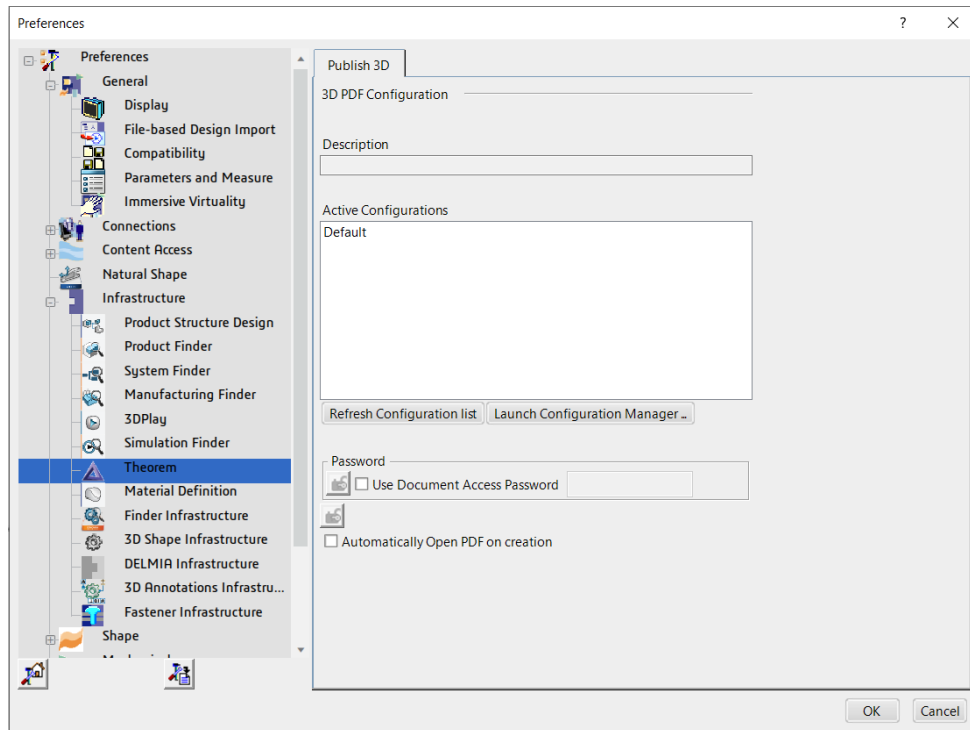 Preferences
? ×
Preferences
General
Display
File-based Design Import
Compatibility
Parameters and Measure
Immersive Virtuality
Connections
Content Access
Natural Shape
Infrastructure
Product Structure Design
Product Finder
System Finder
Manufacturing Finder
3DPlay
Simulation Finder
Theorem
Material Definition
Finder Infrastructure
3D Shape Infrastructure
DELMIA Infrastructure
3D Annotations Infrastru...
Fastener Infrastructure
Shape
Publish 3D
3D PDF Configuration
Description
Active Configurations
Default
Refresh Configuration list
Launch Configuration Manager ..
Password
Use Document Access Password
Automatically Open PDF on creation
OK
Cancel